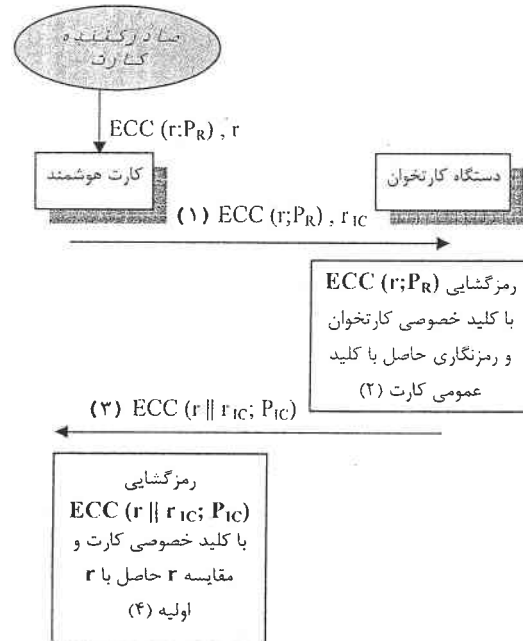 صادرکننده
کارت
ECC (r:P_R) , r
کارت هوشمند
دستگاه کارتخوان
(۱) ECC (r;P_R) , r_IC
رمزگشایی ECC (r;P_R)
با کلید خصوصی کارتخوان
و رمزنگاری حاصل با کلید
عمومی کارت (۲)
(۳) ECC (r || r_IC; P_IC)
رمزگشایی
ECC (r || r_IC; P_IC)
با کلید خصوصی کارت و
مقایسه r حاصل با r
اولیه (۴)